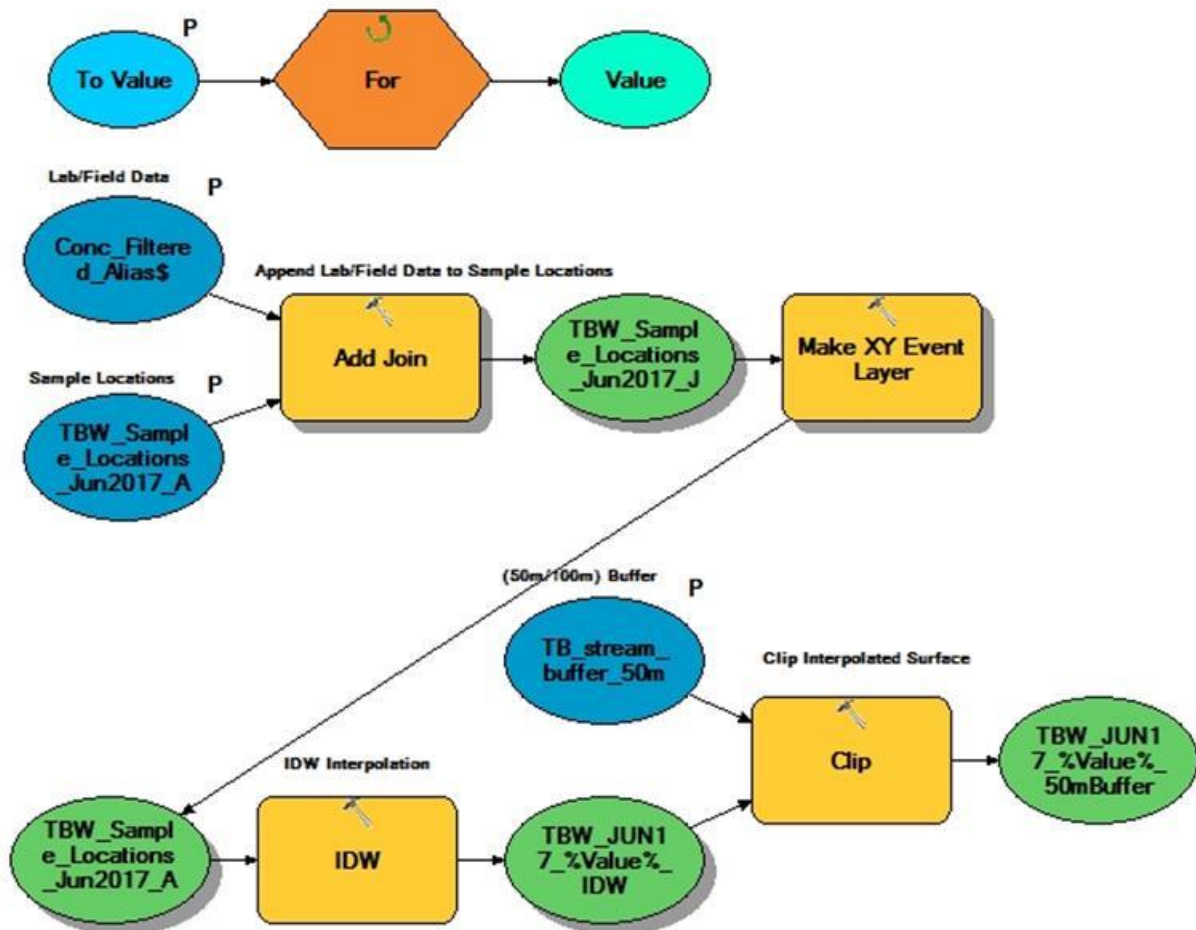 P
To Value
For
Value
Lab/Field Data
P
Conc_Filtere
d_Alias$
Append Lab/Field Data to Sample Locations
Add Join
TBW_Sampl
e_Locations
_Jun2017_J
Make XY Event
Layer
Sample Locations
P
TBW_Sampl
e_Locations
_Jun2017_A
(50m/100m) Buffer
P
TB_stream_
buffer_50m
Clip Interpolated Surface
Clip
TBW_JUN1
7_%Value%_
50mBuffer
IDW Interpolation
TBW_Sampl
e_Locations
_Jun2017_A
IDW
TBW_JUN1
7_%Value%_
IDW